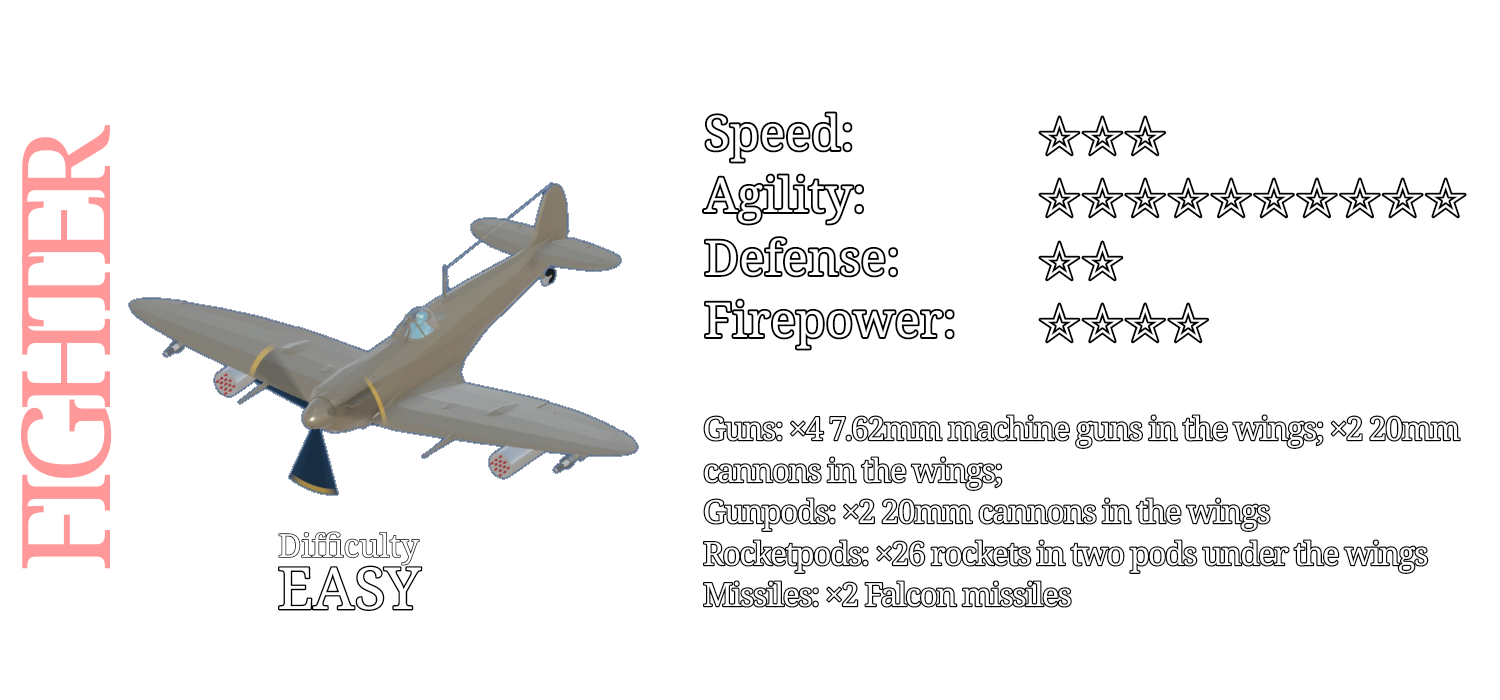 FIGHTER
Difficulty
EASY
Speed: ★★★
Agility: ★★★★★★★★★★
Defense: ★★
Firepower: ★★★★
Guns: ×4 7.62mm machine guns in the wings; ×2 20mm
cannons in the wings;
Gunpods: ×2 20mm cannons in the wings
Rocketpods: ×26 rockets in two pods under the wings
Missiles: ×2 Falcon missiles